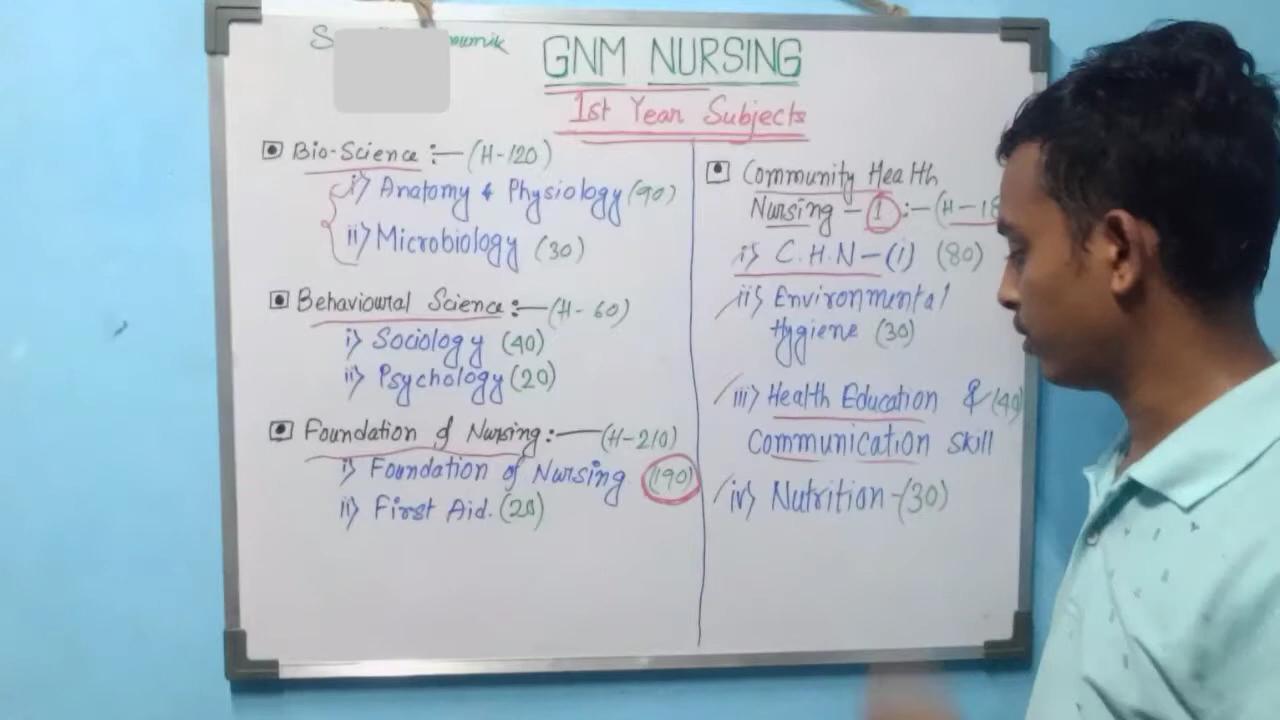 GNM NURSING
1st Year Subjects
Bio-Science :— (H-120)
i) Anatomy & Physiology (90)
ii) Microbiology (30)
Behavioural Science :— (H-60)
i) Sociology (40)
ii) Psychology (20)
Foundation of Nursing :— (H-210)
i) Foundation of Nursing (190)
ii) First Aid. (20)
Community Health
Nursing - 1 :— (H-18
i) C.H.N-(i) (80)
ii) Environmental
Hygiene (30)
iii) Health Education & (40)
Communication Skill
iv) Nutrition - (30)